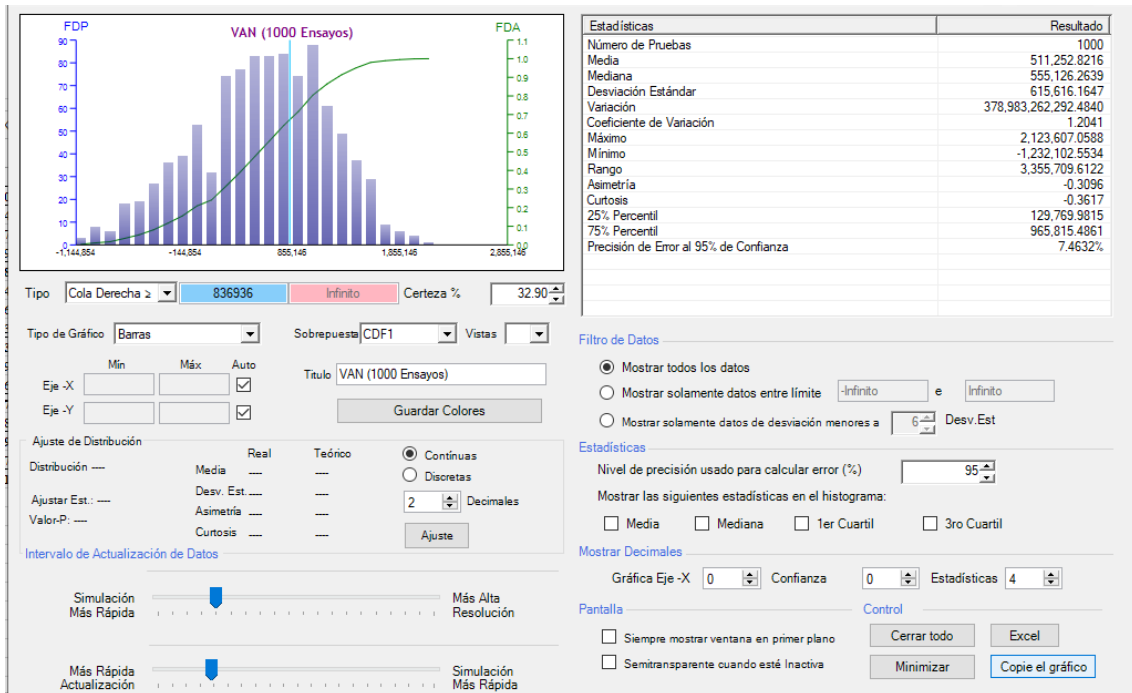 FDP
VAN (1000 Ensayos)
FDA
90
80
70
60
50
40
30
20
10
0
1.1
1.0
0.9
0.8
0.7
0.6
0.5
0.4
0.3
0.2
0.1
0.0
-1,144,854
-144,854
855,146
1,855,146
2,855,146
Tipo Cola Derecha ≥ 836936 Infinito Certeza % 32.90
Tipo de Gráfico Barras Sobrepuesta CDF1 Vistas
Mín Máx Auto
Eje -X
Eje -Y
Titulo VAN (1000 Ensayos)
Guardar Colores
Ajuste de Distribución
Real Teórico
Distribución ----
Media ---- ----
Desv. Est. ---- ----
Ajustar Est.: ----
Asimetría ---- ----
Valor-P: ----
Curtosis ---- ----
Contínuas
Discretas
2 Decimales
Ajuste
Intervalo de Actualización de Datos
Simulación Más Rápida
Más Alta Resolución
Más Rápida Actualización
Simulación Más Rápida
Estadísticas Resultado
Número de Pruebas 1000
Media 511,252.8216
Mediana 555,126.2639
Desviación Estándar 615,616.1647
Variación 378,983,262,292.4840
Coeficiente de Variación 1.2041
Máximo 2,123,607.0588
Mínimo -1,232,102.5534
Rango 3,355,709.6122
Asimetría -0.3096
Curtosis -0.3617
25% Percentil 129,769.9815
75% Percentil 965,815.4861
Precisión de Error al 95% de Confianza 7.4632%
Filtro de Datos
Mostrar todos los datos
Mostrar solamente datos entre límite -Infinito e Infinito
Mostrar solamente datos de desviación menores a 6 Desv.Est
Estadísticas
Nivel de precisión usado para calcular error (%) 95
Mostrar las siguientes estadísticas en el histograma:
Media Mediana 1er Cuartil 3ro Cuartil
Mostrar Decimales
Gráfica Eje -X 0 Confianza 0 Estadísticas 4
Pantalla
Siempre mostrar ventana en primer plano
Semitransparente cuando esté Inactiva
Control
Cerrar todo Excel
Minimizar Copie el gráfico